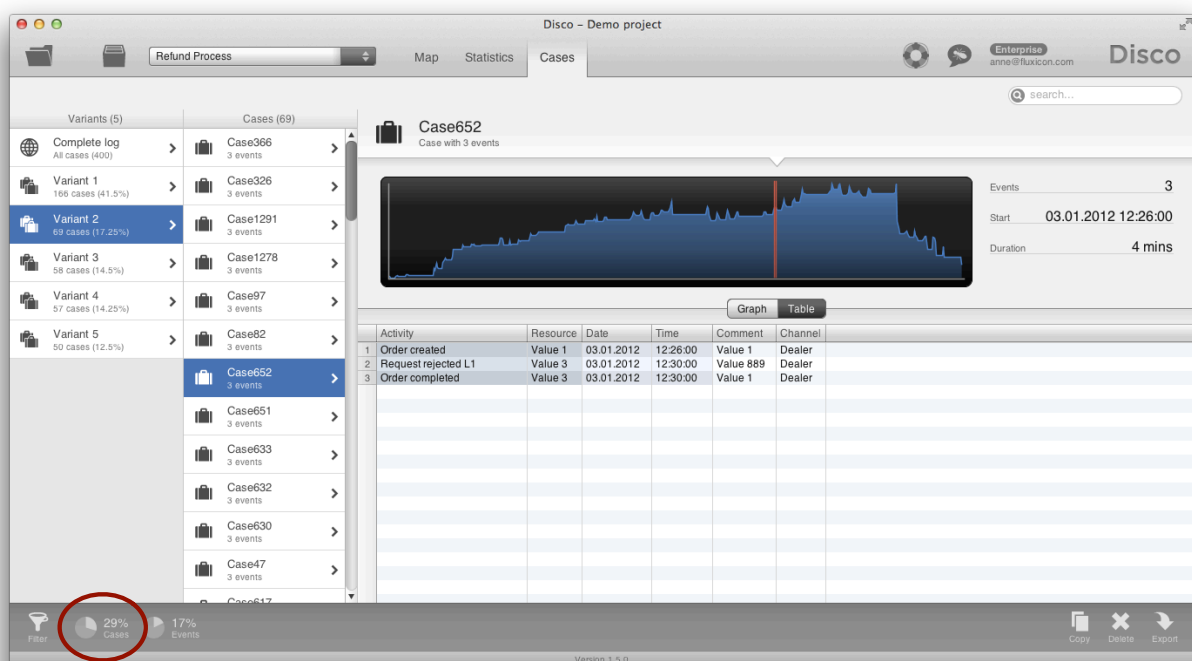 Disco – Demo project
Refund Process
Map
Statistics
Cases
Enterprise
anne@fluxicon.com
Disco
search...
Variants (5)
Complete log
All cases (400)
Variant 1
166 cases (41.5%)
Variant 2
69 cases (17.25%)
Variant 3
58 cases (14.5%)
Variant 4
57 cases (14.25%)
Variant 5
50 cases (12.5%)
Cases (69)
Case366
3 events
Case326
3 events
Case1291
3 events
Case1278
3 events
Case97
3 events
Case82
3 events
Case652
3 events
Case651
3 events
Case633
3 events
Case632
3 events
Case630
3 events
Case47
3 events
Case617
Case652
Case with 3 events
Events 3
Start 03.01.2012 12:26:00
Duration 4 mins
Graph Table
Activity Resource Date Time Comment Channel
1 Order created Value 1 03.01.2012 12:26:00 Value 1 Dealer
2 Request rejected L1 Value 3 03.01.2012 12:30:00 Value 889 Dealer
3 Order completed Value 3 03.01.2012 12:30:00 Value 1 Dealer
Filter
29%
Cases
17%
Events
Copy
Delete
Export
Version 1.5.0